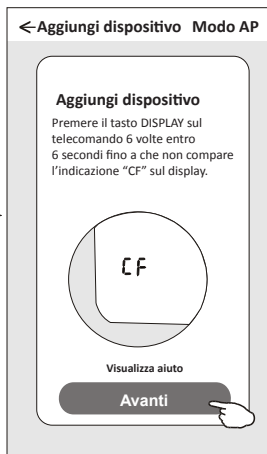 ←Aggiungi dispositivo Modo AP
Aggiungi dispositivo
Premere il tasto DISPLAY sul
telecomando 6 volte entro
6 secondi fino a che non compare
l'indicazione “CF” sul display.
CF
Visualizza aiuto
Avanti